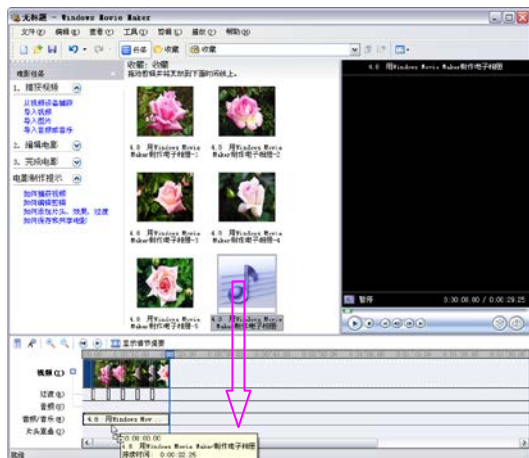 无标题 - Windows Movie Maker
文件(F) 编辑(E) 查看(V) 工具(T) 剪辑(C) 播放(P) 帮助(H)
任务 收藏 收藏
电影任务
收藏: 收藏
拖动剪辑并将其放到下面的时间线上。
4.8 用Windows Movie Maker制作电子相册
1. 捕获视频
从视频设备捕获
导入视频
导入图片
导入音频或音乐
2. 编辑电影
3. 完成电影
电影制作提示
如何捕获视频
如何编辑剪辑
如何添加片头、效果、过渡
如何保存和共享电影
4.8 用Windows Movie
Maker制作电子相册-1
4.8 用Windows Movie
Maker制作电子相册-2
4.8 用Windows Movie
Maker制作电子相册-3
4.8 用Windows Movie
Maker制作电子相册-4
4.8 用Windows Movie
Maker制作电子相册-5
4.8 用Windows Movie
Maker制作电子相册
暂停
0:00:00.00 / 0:00:29.25
显示情节提要
视频
过渡
音频
音频/音乐
4.8 用Windows Mov...
片头重叠
0:00:00.00
4.8 用Windows Movie Maker制作电子相册
持续时间: 0:00:22.25
就绪